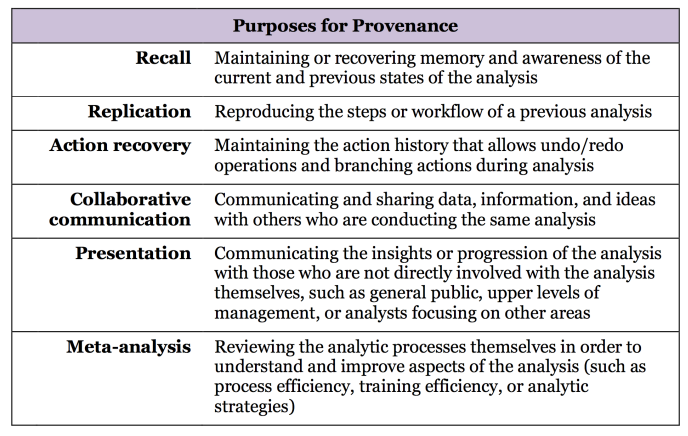 Purposes for Provenance
Recall Maintaining or recovering memory and awareness of the
current and previous states of the analysis
Replication Reproducing the steps or workflow of a previous analysis
Action recovery Maintaining the action history that allows undo/redo
operations and branching actions during analysis
Collaborative Communicating and sharing data, information, and ideas
communication with others who are conducting the same analysis
Presentation Communicating the insights or progression of the analysis
with those who are not directly involved with the analysis
themselves, such as general public, upper levels of
management, or analysts focusing on other areas
Meta-analysis Reviewing the analytic processes themselves in order to
understand and improve aspects of the analysis (such as
process efficiency, training efficiency, or analytic
strategies)